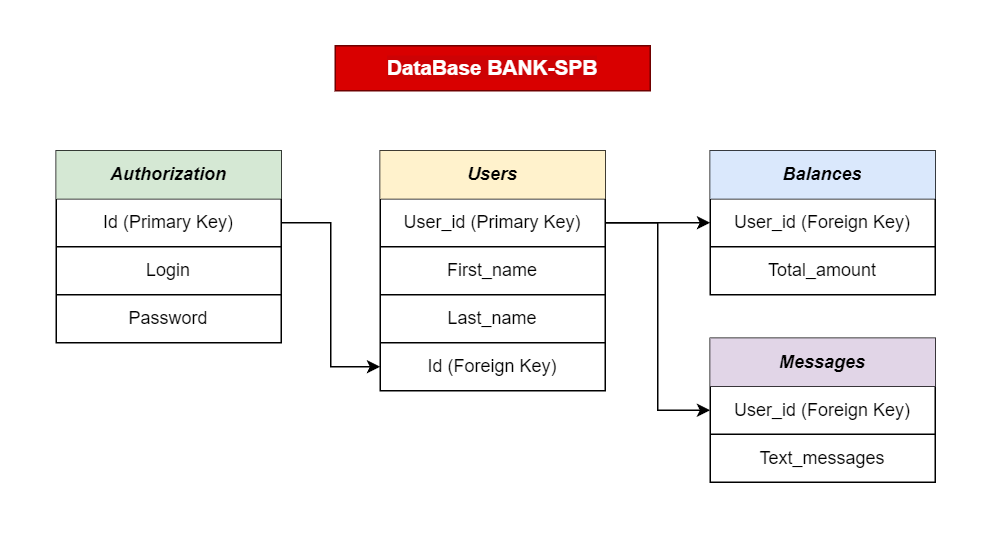 DataBase BANK-SPB
Authorization
Id (Primary Key)
Login
Password
Users
User_id (Primary Key)
First_name
Last_name
Id (Foreign Key)
Balances
User_id (Foreign Key)
Total_amount
Messages
User_id (Foreign Key)
Text_messages